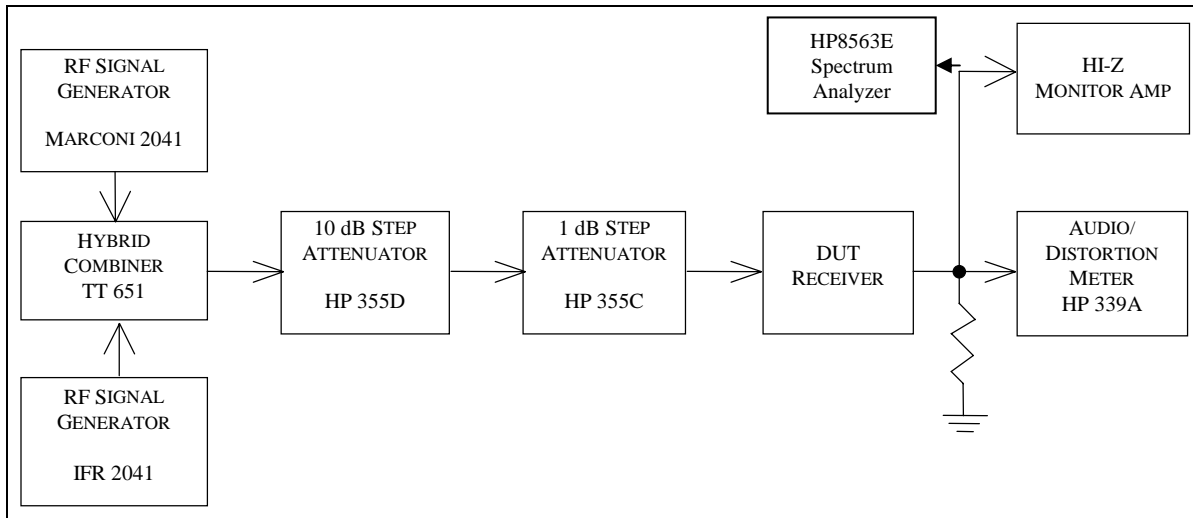 RF SIGNAL
GENERATOR
MARCONI 2041
HYBRID
COMBINER
TT 651
RF SIGNAL
GENERATOR
IFR 2041
10 dB STEP
ATTENUATOR
HP 355D
1 dB STEP
ATTENUATOR
HP 355C
DUT
RECEIVER
HP8563E
Spectrum
Analyzer
HI-Z
MONITOR AMP
AUDIO/
DISTORTION
METER
HP 339A